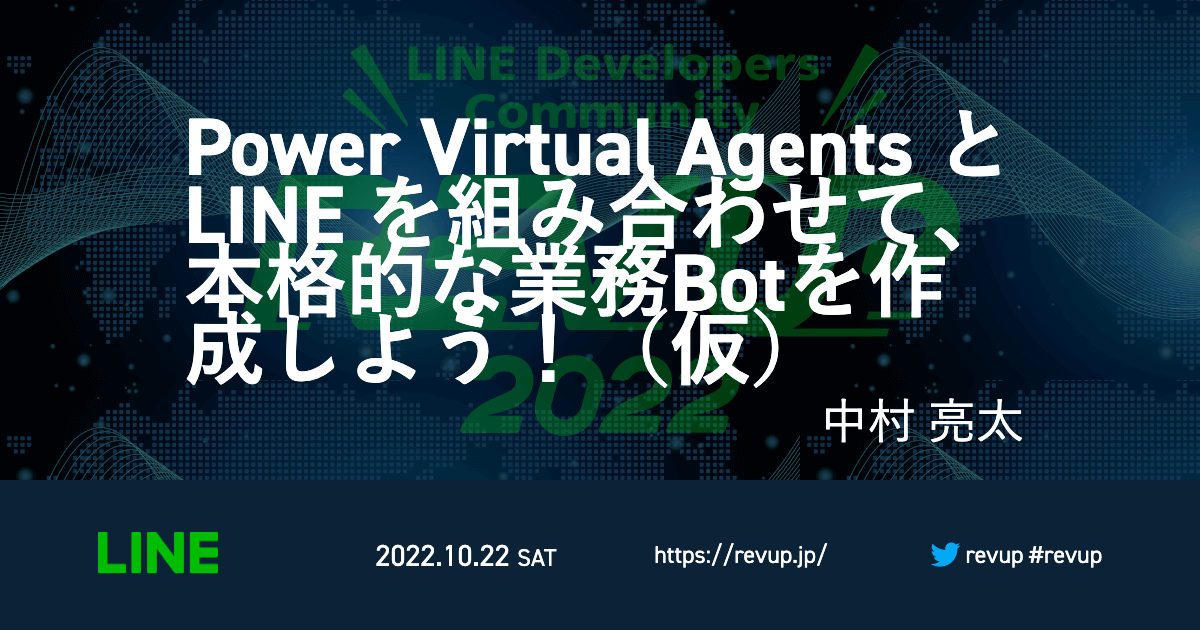 LINE Developers
Community
Power Virtual Agents と
LINE を組み合わせて、
本格的な業務Botを作
成しよう！（仮）
2022
中村 亮太
LINE
2022.10.22 SAT
https://revup.jp/
revup #revup